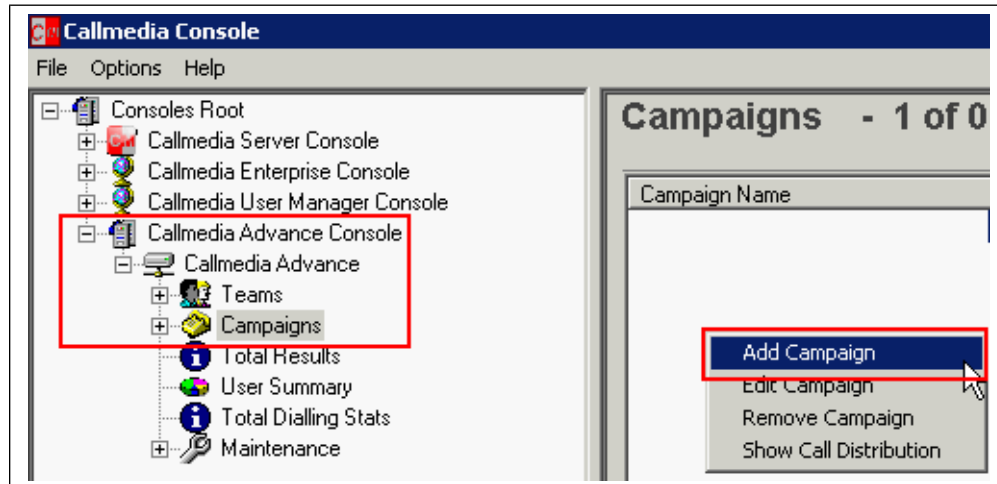 Callmedia Console
File Options Help
Consoles Root
Callmedia Server Console
Callmedia Enterprise Console
Callmedia User Manager Console
Callmedia Advance Console
Callmedia Advance
Teams
Campaigns
Total Results
User Summary
Total Dialling Stats
Maintenance
Campaigns - 1 of 0
Campaign Name
Add Campaign
Edit Campaign
Remove Campaign
Show Call Distribution